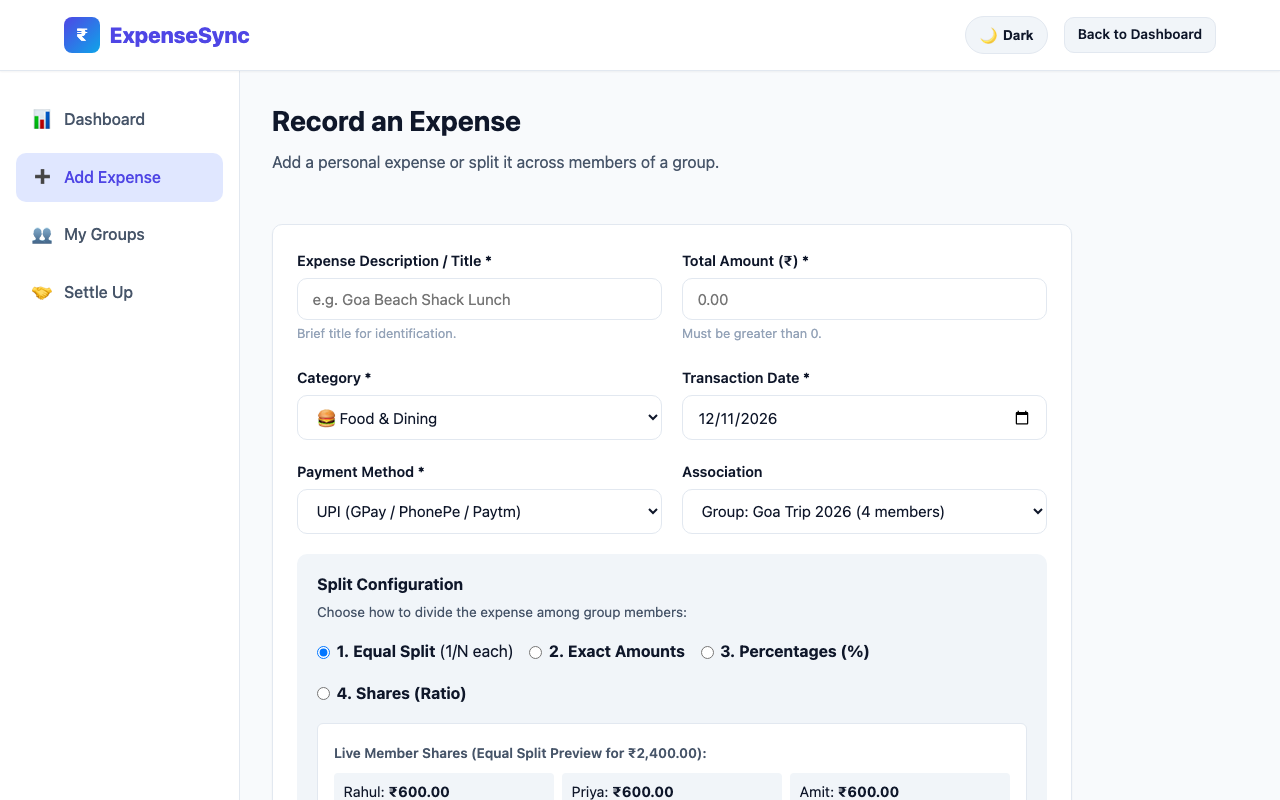 ₹ ExpenseSync
🌙 Dark
Back to Dashboard
📊 Dashboard
➕ Add Expense
👥 My Groups
🤝 Settle Up
Record an Expense
Add a personal expense or split it across members of a group.
Expense Description / Title *
Total Amount (₹) *
e.g. Goa Beach Shack Lunch
0.00
Brief title for identification.
Must be greater than 0.
Category *
Transaction Date *
🍔 Food & Dining
12/11/2026
Payment Method *
Association
UPI (GPay / PhonePe / Paytm)
Group: Goa Trip 2026 (4 members)
Split Configuration
Choose how to divide the expense among group members:
1. Equal Split (1/N each)
2. Exact Amounts
3. Percentages (%)
4. Shares (Ratio)
Live Member Shares (Equal Split Preview for ₹2,400.00):
Rahul: ₹600.00
Priya: ₹600.00
Amit: ₹600.00